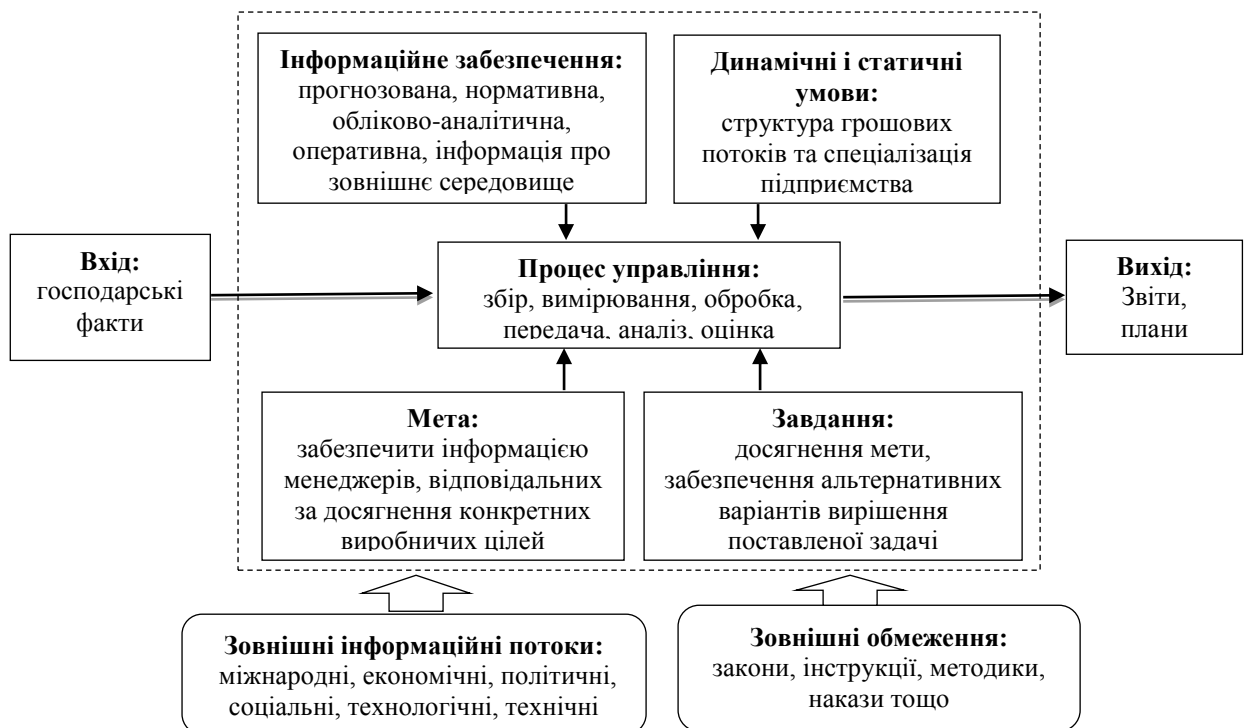 Інформаційне забезпечення:
прогнозована, нормативна,
обліково-аналітична,
оперативна, інформація про
зовнішнє середовище
Динамічні і статичні
умови:
структура грошових
потоків та спеціалізація
підприємства
Вхід:
господарські
факти
Процес управління:
збір, вимірювання, обробка,
передача, аналіз, оцінка
Вихід:
Звіти,
плани
Мета:
забезпечити інформацією
менеджерів, відповідальних
за досягнення конкретних
виробничих цілей
Завдання:
досягнення мети,
забезпечення альтернативних
варіантів вирішення
поставленої задачі
Зовнішні інформаційні потоки:
міжнародні, економічні, політичні,
соціальні, технологічні, технічні
Зовнішні обмеження:
закони, інструкції, методики,
накази тощо